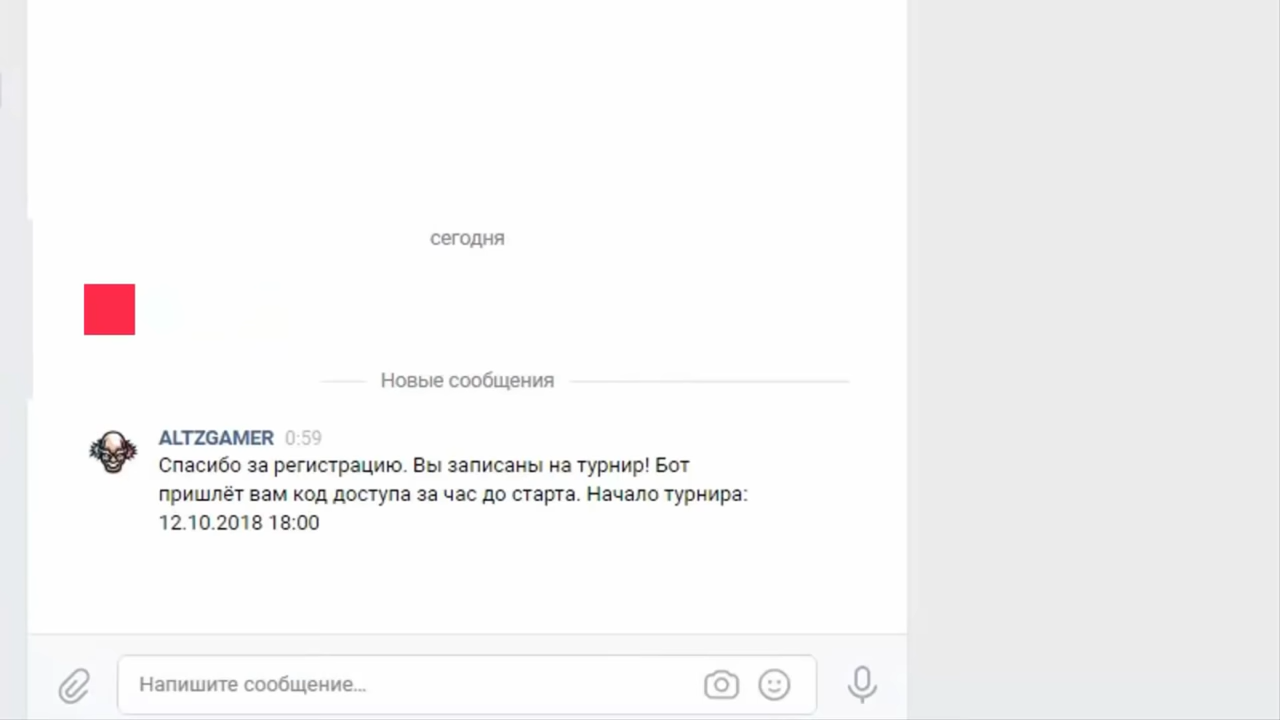 сегодня
Новые сообщения
ALTZGAMER 0:59
Спасибо за регистрацию. Вы записаны на турнир! Бот
пришлёт вам код доступа за час до старта. Начало турнира:
12.10.2018 18:00
Напишите сообщение...